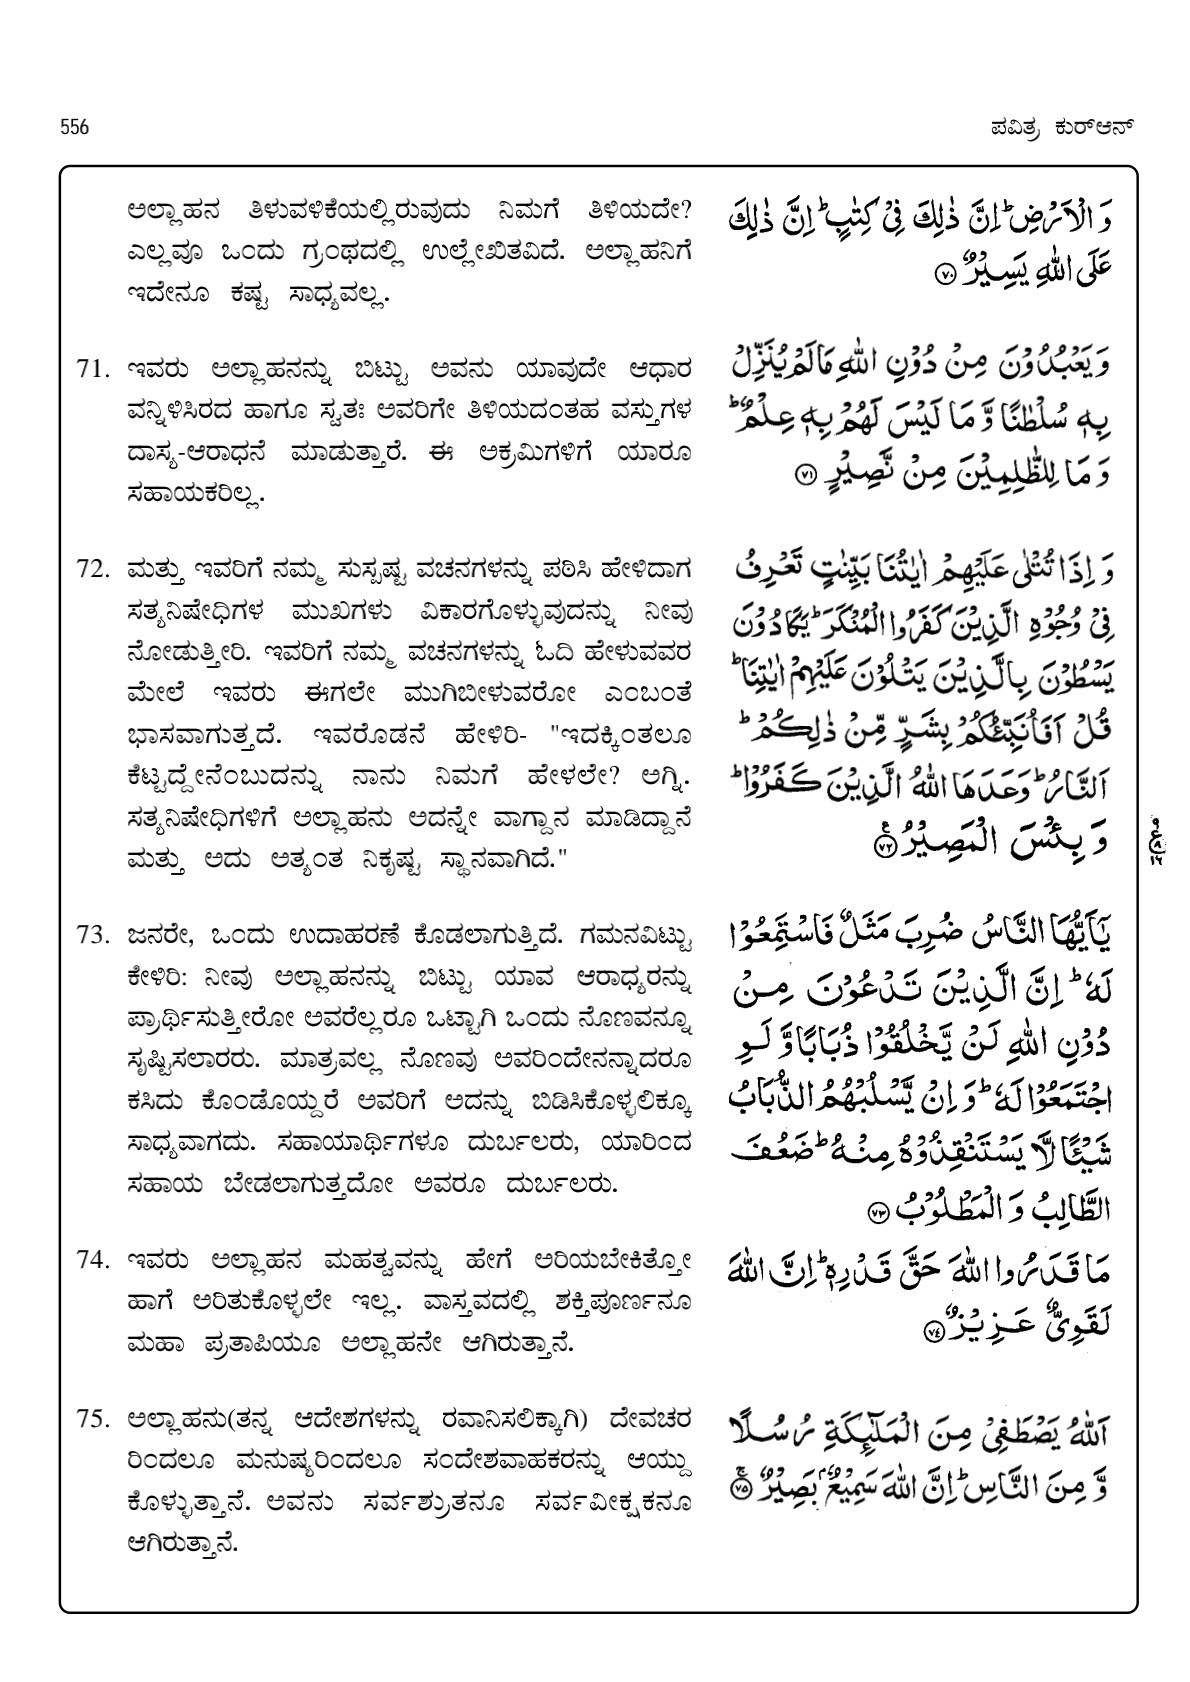 556
ಪವಿತ್ರ ಕುರ್‌ಆನ್
ಅಲ್ಲಾಹನ ತಿಳುವಳಿಕೆಯಲ್ಲಿರುವುದು ನಿಮಗೆ ತಿಳಿಯದೇ?
ಎಲ್ಲವೂ ಒಂದು ಗ್ರಂಥದಲ್ಲಿ ಉಲ್ಲೇಖಿತವಿದೆ. ಅಲ್ಲಾಹನಿಗೆ
ಇದೇನೂ ಕಷ್ಟ ಸಾಧ್ಯವಲ್ಲ.
وَ الْاَرْضِ ؕ اِنَّ ذٰلِكَ فِیْ كِتٰبٍ ؕ اِنَّ ذٰلِكَ
عَلَی اللّٰهِ یَسِیْرٌ ۝۷۰
71. ಇವರು ಅಲ್ಲಾಹನನ್ನು ಬಿಟ್ಟು ಅವನು ಯಾವುದೇ ಆಧಾರ
ವನ್ನಿಳಿಸಿರದ ಹಾಗೂ ಸ್ವತಃ ಅವರಿಗೇ ತಿಳಿಯದಂತಹ ವಸ್ತುಗಳ
ದಾಸ್ಯ-ಆರಾಧನೆ ಮಾಡುತ್ತಾರೆ. ಈ ಅಕ್ರಮಿಗಳಿಗೆ ಯಾರೂ
ಸಹಾಯಕರಿಲ್ಲ.
وَ یَعْبُدُوْنَ مِنْ دُوْنِ اللّٰهِ مَا لَمْ یُنَزِّلْ
بِهٖ سُلْطٰنًا وَّ مَا لَیْسَ لَهُمْ بِهٖ عِلْمٌ ؕ
وَ مَا لِلظّٰلِمِیْنَ مِنْ نَّصِیْرٍ ۝۷۱
72. ಮತ್ತು ಇವರಿಗೆ ನಮ್ಮ ಸುಸ್ಪಷ್ಟ ವಚನಗಳನ್ನು ಪಠಿಸಿ ಹೇಳಿದಾಗ
ಸತ್ಯನಿಷೇಧಿಗಳ ಮುಖಗಳು ವಿಕಾರಗೊಳ್ಳುವುದನ್ನು ನೀವು
ನೋಡುತ್ತೀರಿ. ಇವರಿಗೆ ನಮ್ಮ ವಚನಗಳನ್ನು ಓದಿ ಹೇಳುವವರ
ಮೇಲೆ ಇವರು ಈಗಲೇ ಮುಗಿಬೀಳುವರೋ ಎಂಬಂತೆ
ಭಾಸವಾಗುತ್ತದೆ. ಇವರೊಡನೆ ಹೇಳಿರಿ- "ಇದಕ್ಕಿಂತಲೂ
ಕೆಟ್ಟದ್ದೇನೆಂಬುದನ್ನು ನಾನು ನಿಮಗೆ ಹೇಳಲೇ? ಅಗ್ನಿ.
ಸತ್ಯನಿಷೇಧಿಗಳಿಗೆ ಅಲ್ಲಾಹನು ಅದನ್ನೇ ವಾಗ್ದಾನ ಮಾಡಿದ್ದಾನೆ
ಮತ್ತು ಅದು ಅತ್ಯಂತ ನಿಕೃಷ್ಟ ಸ್ಥಾನವಾಗಿದೆ."
وَ اِذَا تُتْلٰی عَلَیْهِمْ اٰیٰتُنَا بَیِّنٰتٍ تَعْرِفُ
فِیْ وُجُوْهِ الَّذِیْنَ كَفَرُوا الْمُنْكَرَ ؕ یَكَادُوْنَ
یَسْطُوْنَ بِالَّذِیْنَ یَتْلُوْنَ عَلَیْهِمْ اٰیٰتِنَا ؕ
قُلْ اَفَاُنَبِّئُكُمْ بِشَرٍّ مِّنْ ذٰلِكُمْ ؕ
اَلنَّارُ ؕ وَعَدَهَا اللّٰهُ الَّذِیْنَ كَفَرُوْا ؕ
وَ بِئْسَ الْمَصِیْرُ ۝۷۲
73. ಜನರೇ, ಒಂದು ಉದಾಹರಣೆ ಕೊಡಲಾಗುತ್ತಿದೆ. ಗಮನವಿಟ್ಟು
ಕೇಳಿರಿ: ನೀವು ಅಲ್ಲಾಹನನ್ನು ಬಿಟ್ಟು ಯಾವ ಆರಾಧ್ಯರನ್ನು
ಪ್ರಾರ್ಥಿಸುತ್ತೀರೋ ಅವರೆಲ್ಲರೂ ಒಟ್ಟಾಗಿ ಒಂದು ನೊಣವನ್ನೂ
ಸೃಷ್ಟಿಸಲಾರರು. ಮಾತ್ರವಲ್ಲ ನೊಣವು ಅವರಿಂದೇನನ್ನಾದರೂ
ಕಸಿದು ಕೊಂಡೊಯ್ದರೆ ಅವರಿಗೆ ಅದನ್ನು ಬಿಡಿಸಿಕೊಳ್ಳಲಿಕ್ಕೂ
ಸಾಧ್ಯವಾಗದು. ಸಹಾಯಾರ್ಥಿಗಳೂ ದುರ್ಬಲರು, ಯಾರಿಂದ
ಸಹಾಯ ಬೇಡಲಾಗುತ್ತದೋ ಅವರೂ ದುರ್ಬಲರು.
یٰۤاَیُّهَا النَّاسُ ضُرِبَ مَثَلٌ فَاسْتَمِعُوْا
لَهٗ ؕ اِنَّ الَّذِیْنَ تَدْعُوْنَ مِنْ
دُوْنِ اللّٰهِ لَنْ یَّخْلُقُوْا ذُبَابًا وَّ لَوِ
اجْتَمَعُوْا لَهٗ ؕ وَ اِنْ یَّسْلُبْهُمُ الذُّبَابُ
شَیْـًٔا لَّا یَسْتَنْقِذُوْهُ مِنْهُ ؕ ضَعُفَ
الطَّالِبُ وَ الْمَطْلُوْبُ ۝۷۳
74. ಇವರು ಅಲ್ಲಾಹನ ಮಹತ್ವವನ್ನು ಹೇಗೆ ಅರಿಯಬೇಕಿತ್ತೋ
ಹಾಗೆ ಅರಿತುಕೊಳ್ಳಲೇ ಇಲ್ಲ. ವಾಸ್ತವದಲ್ಲಿ ಶಕ್ತಿಪೂರ್ಣನೂ
ಮಹಾ ಪ್ರತಾಪಿಯೂ ಅಲ್ಲಾಹನೇ ಆಗಿರುತ್ತಾನೆ.
مَا قَدَرُوا اللّٰهَ حَقَّ قَدْرِهٖ ؕ اِنَّ اللّٰهَ
لَقَوِیٌّ عَزِیْزٌ ۝۷۴
75. ಅಲ್ಲಾಹನು(ತನ್ನ ಆದೇಶಗಳನ್ನು ರವಾನಿಸಲಿಕ್ಕಾಗಿ) ದೇವಚರ
ರಿಂದಲೂ ಮನುಷ್ಯರಿಂದಲೂ ಸಂದೇಶವಾಹಕರನ್ನು ಆಯ್ದು
ಕೊಳ್ಳುತ್ತಾನೆ. ಅವನು ಸರ್ವಶ್ರುತನೂ ಸರ್ವವೀಕ್ಷಕನೂ
ಆಗಿರುತ್ತಾನೆ.
اَللّٰهُ یَصْطَفِیْ مِنَ الْمَلٰٓىِٕكَةِ رُسُلًا
وَّ مِنَ النَّاسِ ؕ اِنَّ اللّٰهَ سَمِیْعٌۢ بَصِیْرٌ ۝۷۵